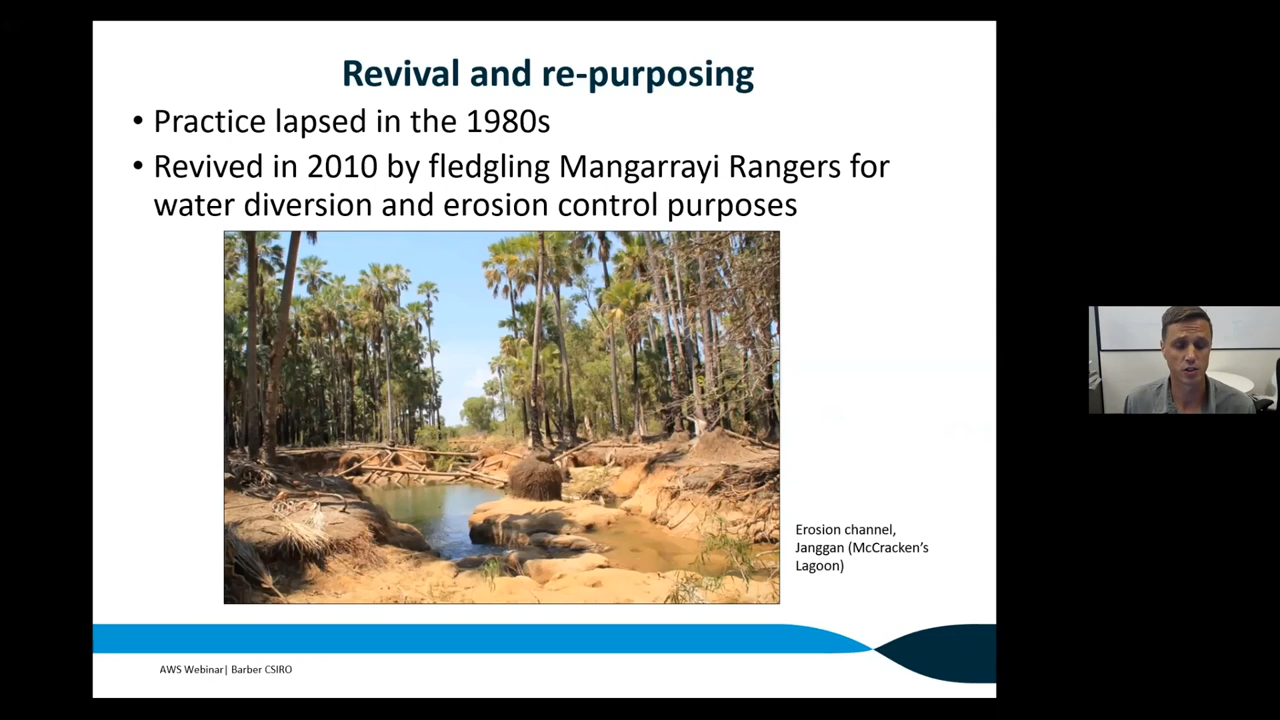 Revival and re-purposing
• Practice lapsed in the 1980s
• Revived in 2010 by fledgling Mangarrayi Rangers for
water diversion and erosion control purposes
Erosion channel,
Janggan (McCracken’s
Lagoon)
AWS Webinar| Barber CSIRO